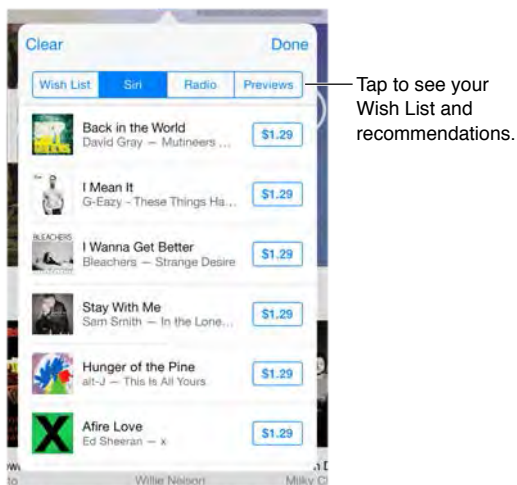 Clear
Done
Wish List
Siri
Radio
Previews
Tap to see your
Wish List and
recommendations.
Back in the World
David Gray — Mutineers ...
$1.29
I Mean It
G-Eazy - These Things Ha...
$1.29
BLEACHERS
I Wanna Get Better
Bleachers — Strange Desire
$1.29
Stay With Me
Sam Smith — In the Lone...
$1.29
Hunger of the Pine
alt-J — This Is All Yours
$1.29
Afire Love
Ed Sheeran — x
$1.29
Willie Nelson
Milky C